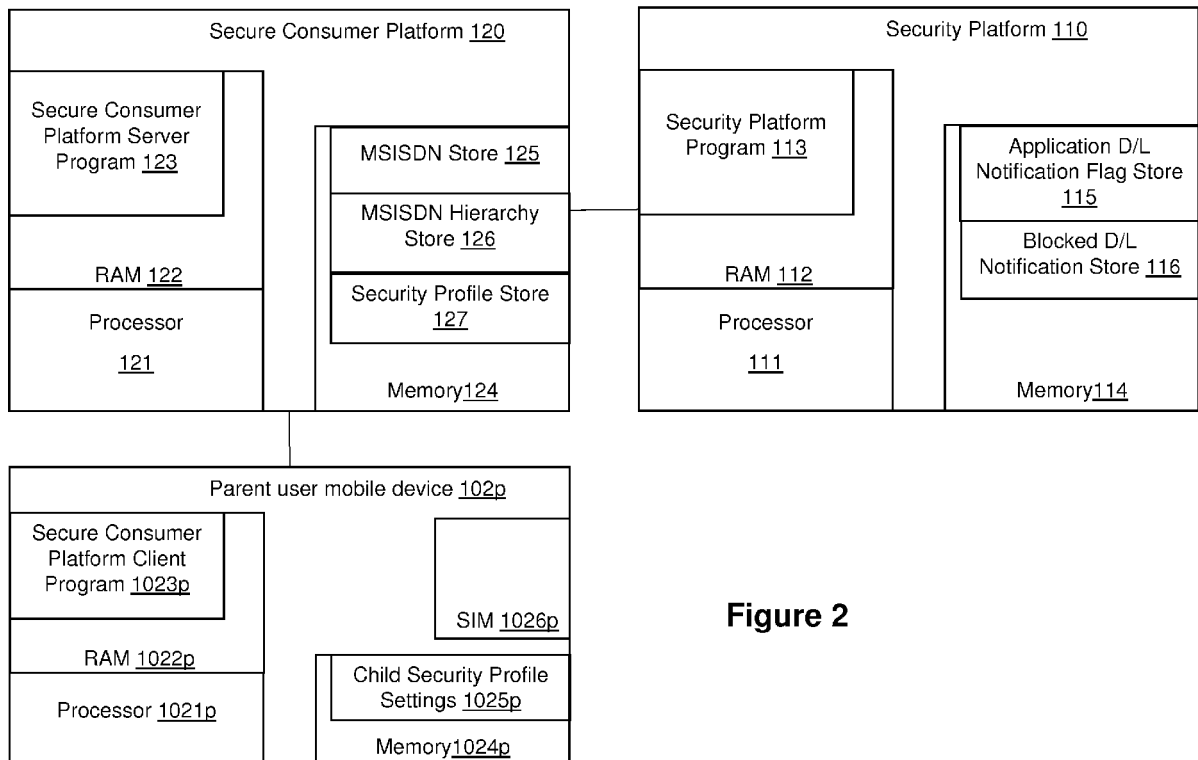 Secure Consumer Platform 120
Secure Consumer
Platform Server
Program 123
RAM 122
Processor
121
MSISDN Store 125
MSISDN Hierarchy
Store 126
Security Profile Store
127
Memory124
Security Platform 110
Security Platform
Program 113
RAM 112
Processor
111
Application D/L
Notification Flag Store
115
Blocked D/L
Notification Store 116
Memory114
Parent user mobile device 102p
Secure Consumer
Platform Client
Program 1023p
RAM 1022p
Processor 1021p
SIM 1026p
Child Security Profile
Settings 1025p
Memory1024p
Figure 2